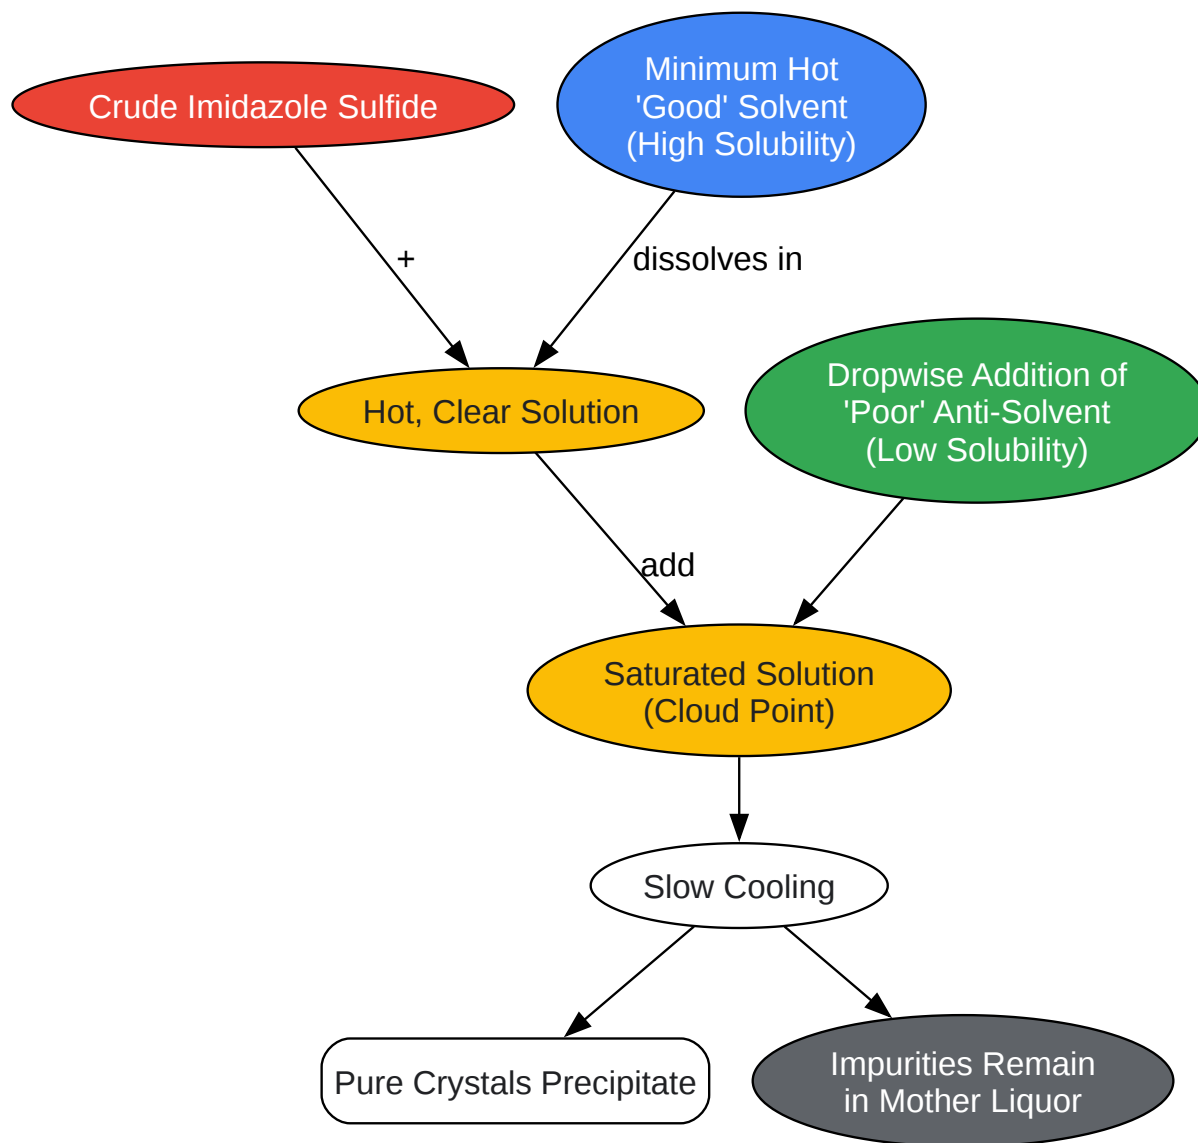 Crude Imidazole Sulfide
Minimum Hot
'Good' Solvent
(High Solubility)
+
dissolves in
Hot, Clear Solution
Dropwise Addition of
'Poor' Anti-Solvent
(Low Solubility)
add
Saturated Solution
(Cloud Point)
Slow Cooling
Pure Crystals Precipitate
Impurities Remain
in Mother Liquor